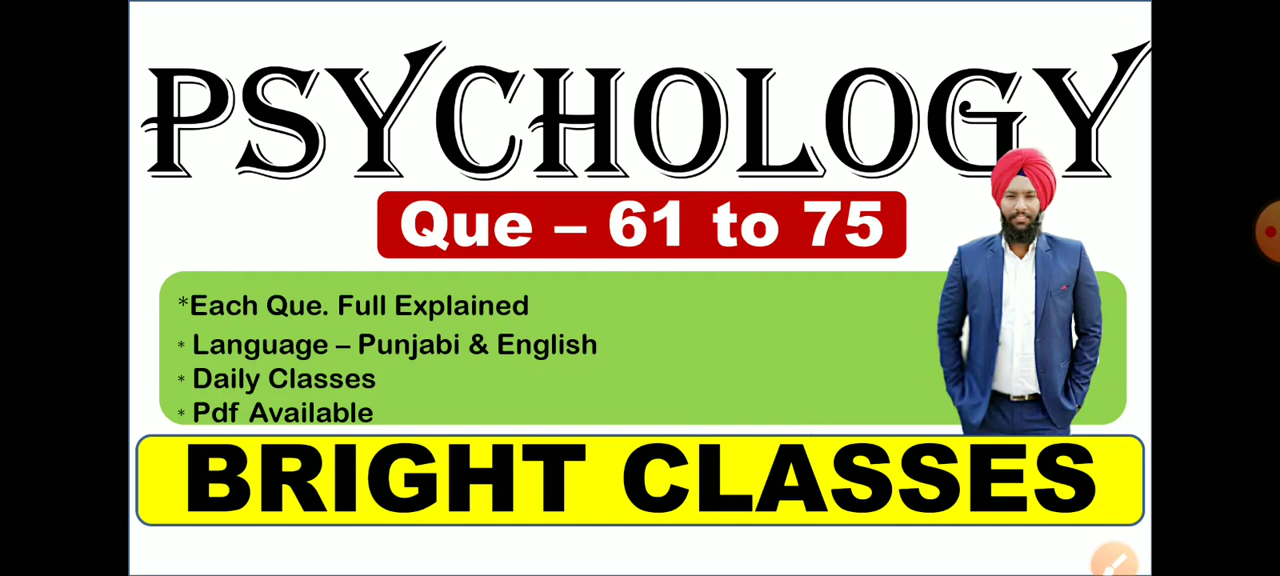 PSYCHOLOGY
Que – 61 to 75
*Each Que. Full Explained
* Language – Punjabi & English
* Daily Classes
* Pdf Available
BRIGHT CLASSES